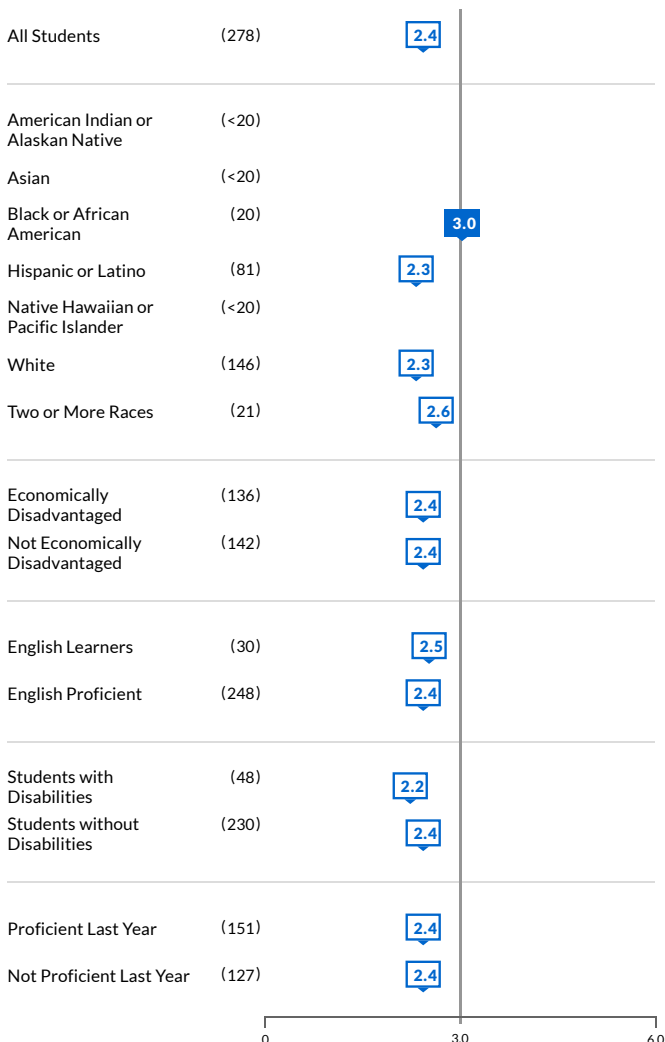 All Students (278) 2.4
American Indian or (<20)
Alaskan Native
Asian (<20)
Black or African (20) 3.0
American
Hispanic or Latino (81) 2.3
Native Hawaiian or (<20)
Pacific Islander
White (146) 2.3
Two or More Races (21) 2.6
Economically (136) 2.4
Disadvantaged
Not Economically (142) 2.4
Disadvantaged
English Learners (30) 2.5
English Proficient (248) 2.4
Students with (48) 2.2
Disabilities
Students without (230) 2.4
Disabilities
Proficient Last Year (151) 2.4
Not Proficient Last Year (127) 2.4
0 3.0 6.0